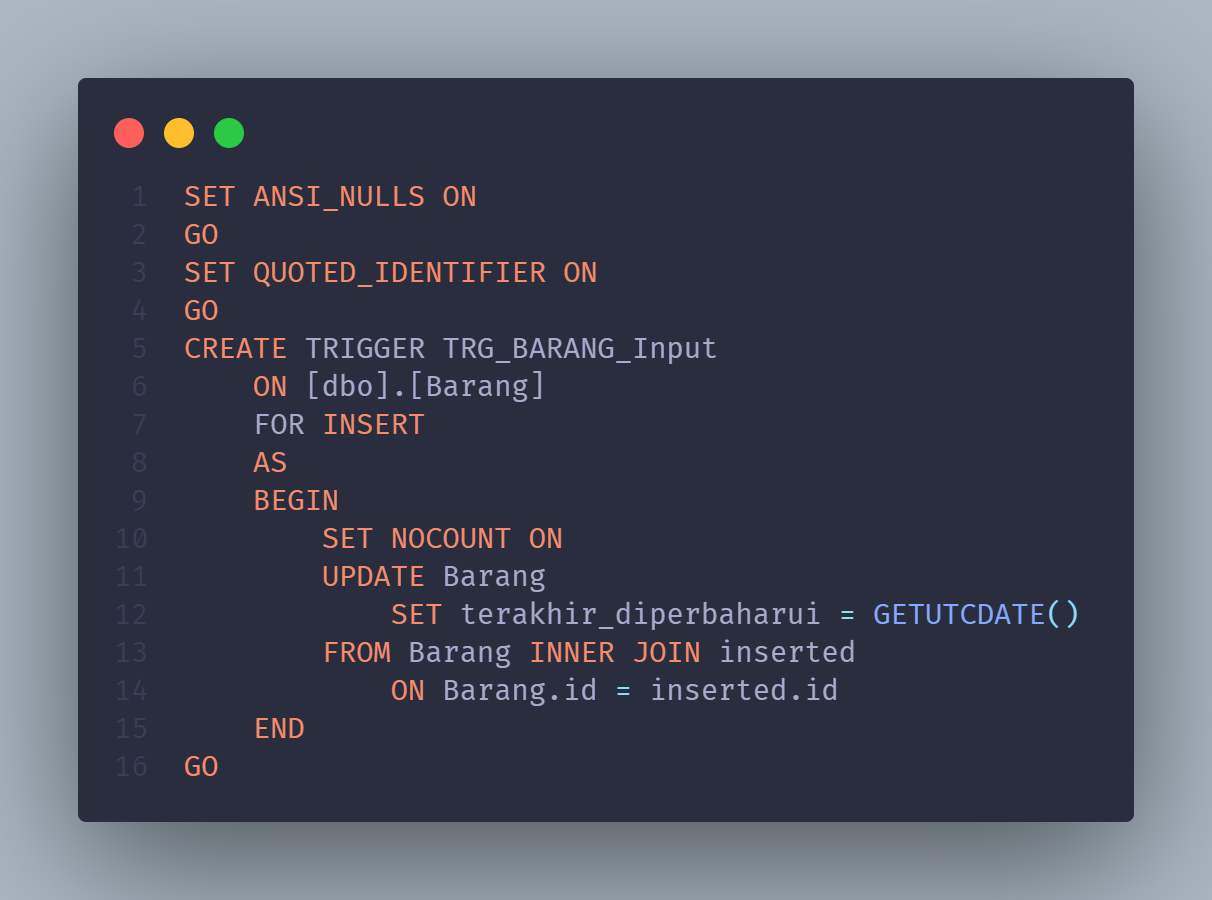 1 SET ANSI_NULLS ON
2 GO
3 SET QUOTED_IDENTIFIER ON
4 GO
5 CREATE TRIGGER TRG_BARANG_Input
6     ON [dbo].[Barang]
7     FOR INSERT
8     AS
9     BEGIN
10         SET NOCOUNT ON
11         UPDATE Barang
12             SET terakhir_diperbaharui = GETUTCDATE()
13         FROM Barang INNER JOIN inserted
14             ON Barang.id = inserted.id
15     END
16 GO